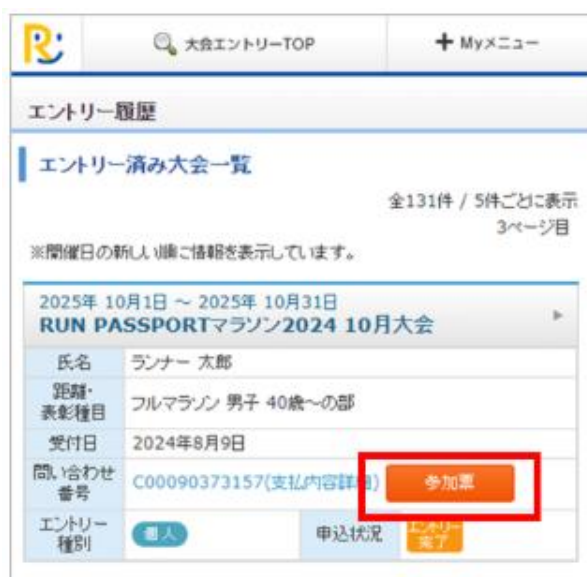 R
大会エントリーTOP
+ Myメニュー
エントリー履歴
エントリー済み大会一覧
全131件 / 5件ごとに表示
3ページ目
※開催日の新しい順に情報を表示しています。
2025年 10月1日 ～ 2025年 10月31日
RUN PASSPORTマラソン2024 10月大会
氏名 ランナー 太郎
距離・
表彰種目 フルマラソン 男子 40歳～の部
受付日 2024年8月9日
問い合わせ
番号 C00090373157(支払内容詳細) 参加票
エントリー
種別 個人 申込状況 エントリー
完了